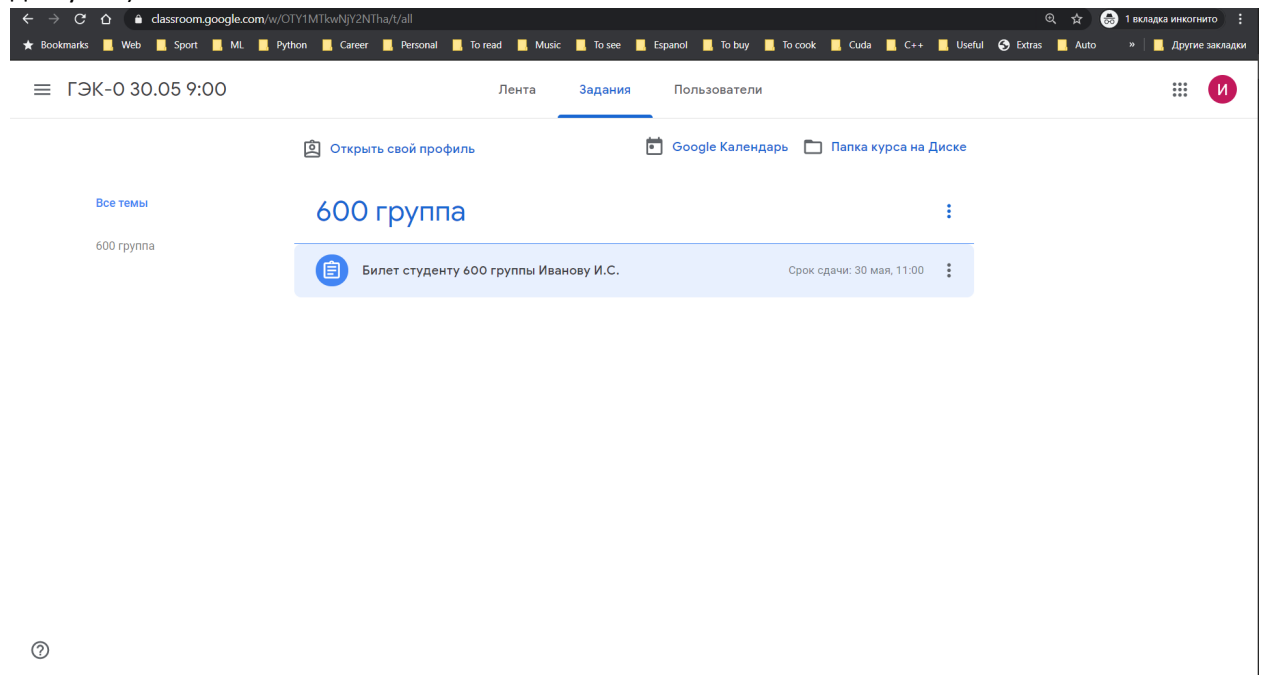 classroom.google.com/w/OTY1MTkwNjY2NTha/t/all 1 вкладка инкогнито
Bookmarks Web Sport ML Python Career Personal To read Music To see Espanol To buy To cook Cuda C++ Useful Extras Auto » Другие закладки
ГЭК-0 30.05 9:00 Лента Задания Пользователи И
Открыть свой профиль Google Календарь Папка курса на Диске
Все темы 600 группа
600 группа
Билет студенту 600 группы Иванову И.С. Срок сдачи: 30 мая, 11:00